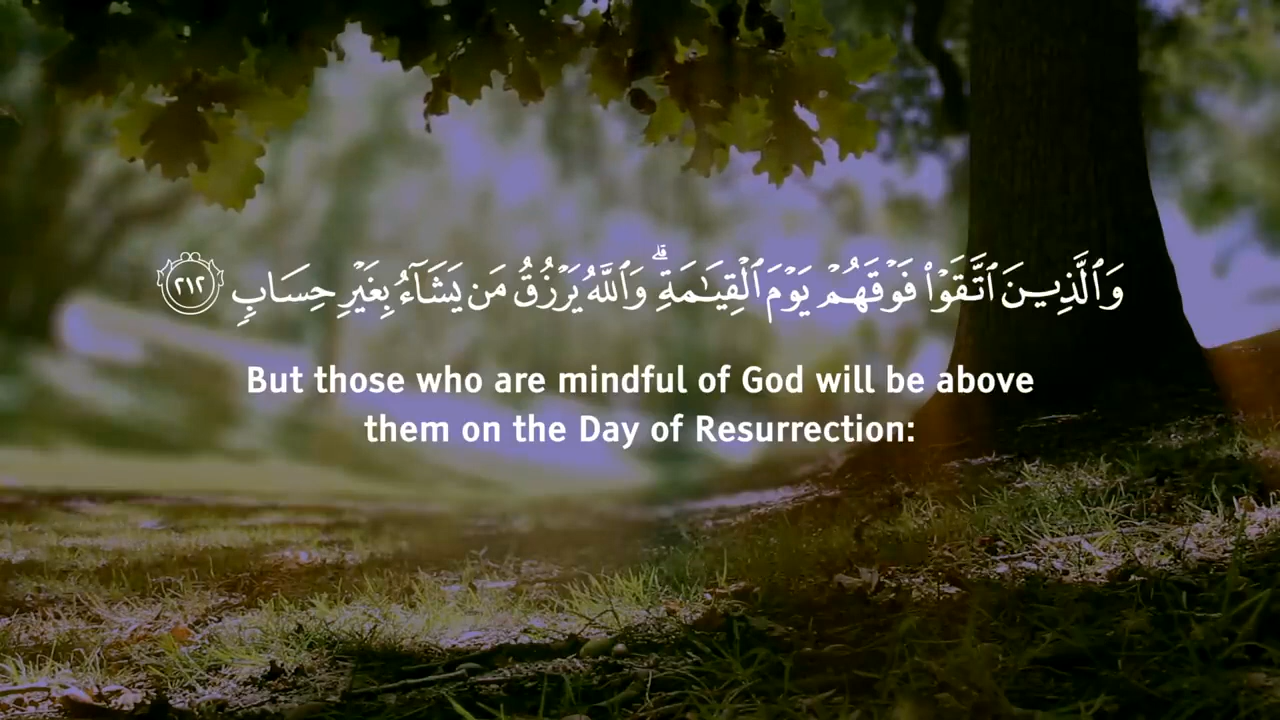 وَٱلَّذِينَ ٱتَّقَوْا۟ فَوْقَهُمْ يَوْمَ ٱلْقِيَـٰمَةِ ۗ وَٱللَّهُ يَرْزُقُ مَن يَشَآءُ بِغَيْرِ حِسَابٍ ٢١٢
But those who are mindful of God will be above
them on the Day of Resurrection: